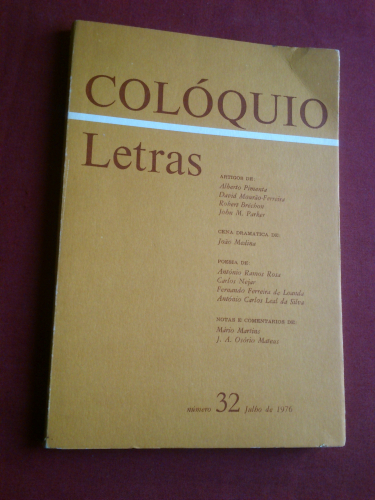 COLÓQUIO
Letras
ARTIGOS DE:
Alberto Pimenta
David Mourão-Ferreira
Robert Bréchon
John M. Parker
CENA DRAMÁTICA DE:
João Medina
POESIA DE:
António Ramos Rosa
Carlos Nejar
Fernando Ferreira de Loanda
António Carlos Leal da Silva
NOTAS E COMENTÁRIOS DE:
Mário Martins
J. A. Osório Mateus
número 32 Julho de 1976